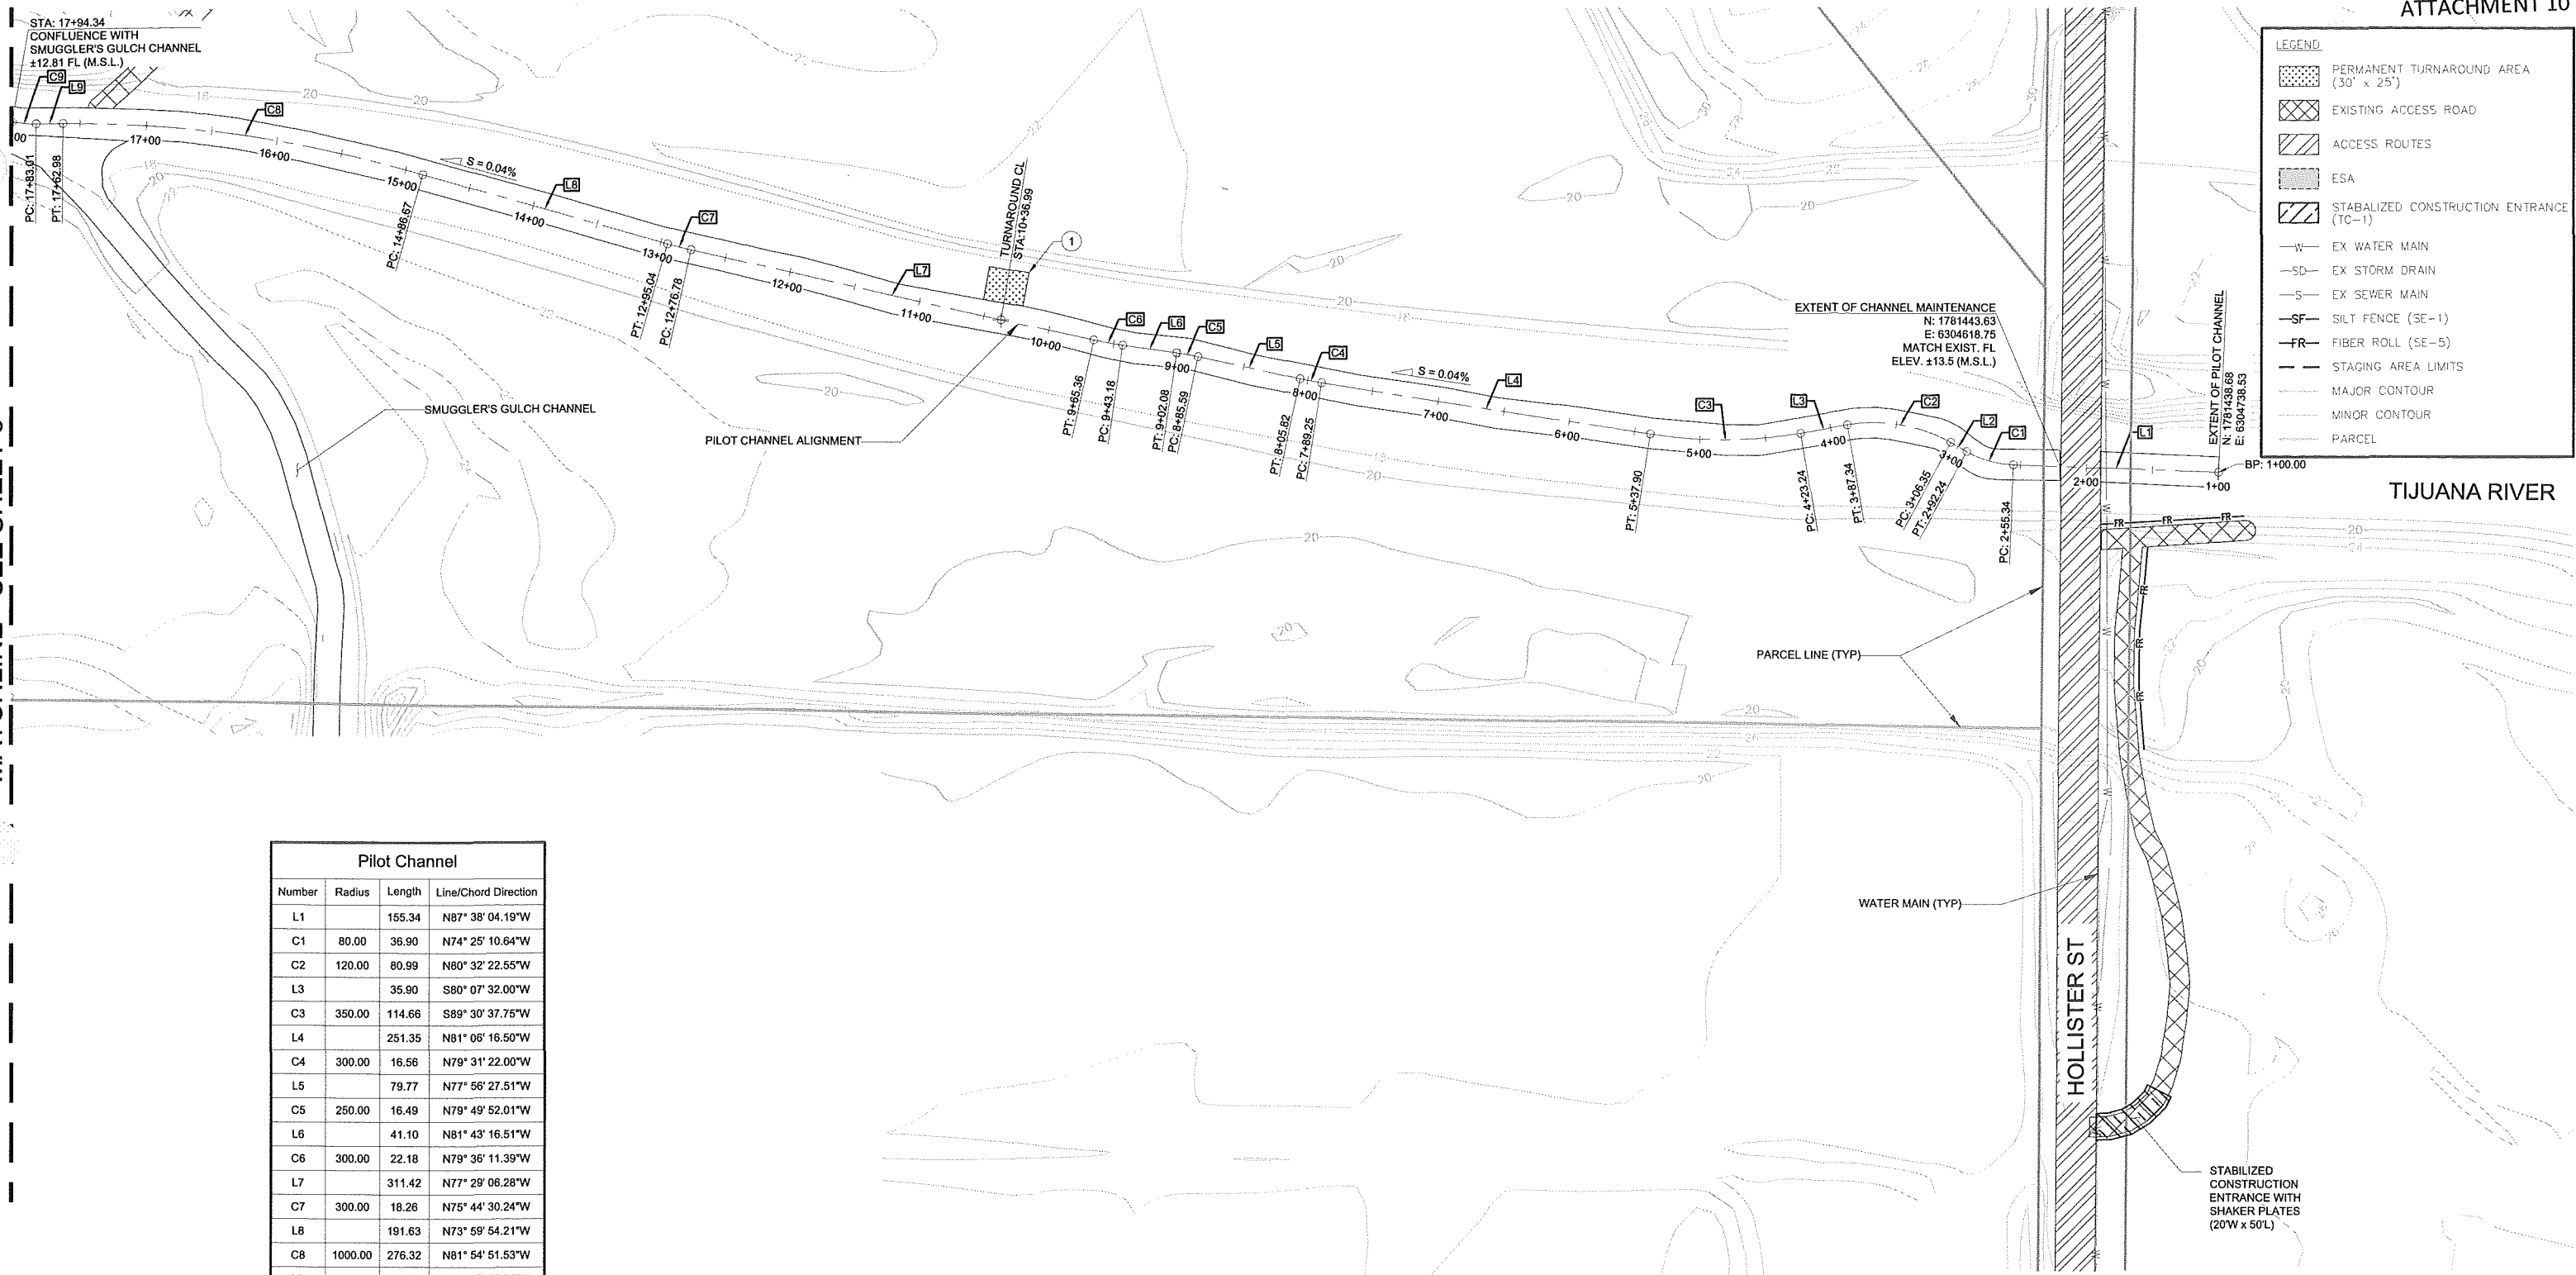 ATTACHMENT 10
STA: 17+94.34
CONFLUENCE WITH
SMUGGLER'S GULCH CHANNEL
±12.81 FL (M.S.L.)
C9
L9
C8
00
17+00
16+00
15+00
PC: 17+83.01
PT: 17+62.98
PC: 14+86.67
S = 0.04%
L8
14+00
C7
13+00
PT: 12+95.04
PC: 12+76.78
12+00
L7
11+00
TURNAROUND CL
STA:10+36.99
1
10+00
C6
L6
C5
9+00
PT: 9+65.36
PC: 9+43.18
PT: 9+02.08
PC: 8+85.59
L5
C4
8+00
PT: 8+05.82
PC: 7+89.25
S = 0.04%
L4
7+00
6+00
PT: 5+37.90
C3
5+00
L3
4+00
PC: 4+23.24
PT: 3+87.34
C2
L2
C1
3+00
PC: 3+06.35
PT: 2+92.24
PC: 2+55.34
EXTENT OF CHANNEL MAINTENANCE
N: 1781443.63
E: 6304618.75
MATCH EXIST. FL
ELEV. ±13.5 (M.S.L.)
2+00
L1
1+00
EXTENT OF PILOT CHANNEL
N: 1781438.68
E: 6304738.53
BP: 1+00.00
TIJUANA RIVER
SMUGGLER'S GULCH CHANNEL
PILOT CHANNEL ALIGNMENT
PARCEL LINE (TYP)
WATER MAIN (TYP)
HOLLISTER ST
STABILIZED
CONSTRUCTION
ENTRANCE WITH
SHAKER PLATES
(20'W x 50'L)
LEGEND
PERMANENT TURNAROUND AREA
(30' x 25')
EXISTING ACCESS ROAD
ACCESS ROUTES
ESA
STABALIZED CONSTRUCTION ENTRANCE
(TC-1)
W EX WATER MAIN
SD EX STORM DRAIN
S EX SEWER MAIN
SF SILT FENCE (SE-1)
FR FIBER ROLL (SE-5)
STAGING AREA LIMITS
MAJOR CONTOUR
MINOR CONTOUR
PARCEL
Pilot Channel
Number Radius Length Line/Chord Direction
L1 155.34 N87° 38' 04.19"W
C1 80.00 36.90 N74° 25' 10.64"W
C2 120.00 80.99 N80° 32' 22.55"W
L3 35.90 S80° 07' 32.00"W
C3 350.00 114.66 S89° 30' 37.75"W
L4 251.35 N81° 06' 16.50"W
C4 300.00 16.56 N79° 31' 22.00"W
L5 79.77 N77° 56' 27.51"W
C5 250.00 16.49 N79° 49' 52.01"W
L6 41.10 N81° 43' 16.51"W
C6 300.00 22.18 N79° 36' 11.39"W
L7 311.42 N77° 29' 06.28"W
C7 300.00 18.26 N75° 44' 30.24"W
L8 191.63 N73° 59' 54.21"W
C8 1000.00 276.32 N81° 54' 51.53"W